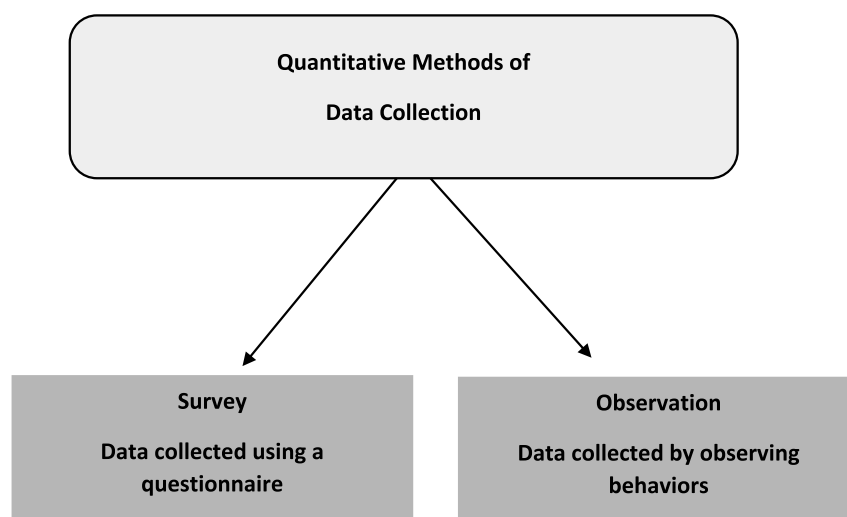 Quantitative Methods of
Data Collection
Survey
Data collected using a
questionnaire
Observation
Data collected by observing
behaviors